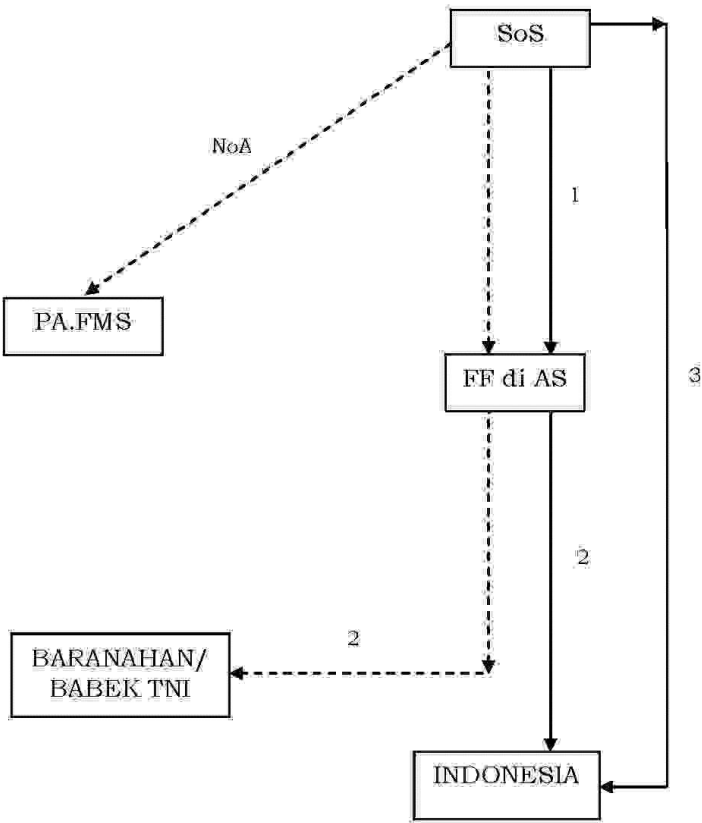 SoS
NoA
1
PA.FMS
FF di AS
3
2
2
BARANAHAN/
BABEK TNI
INDONESIA